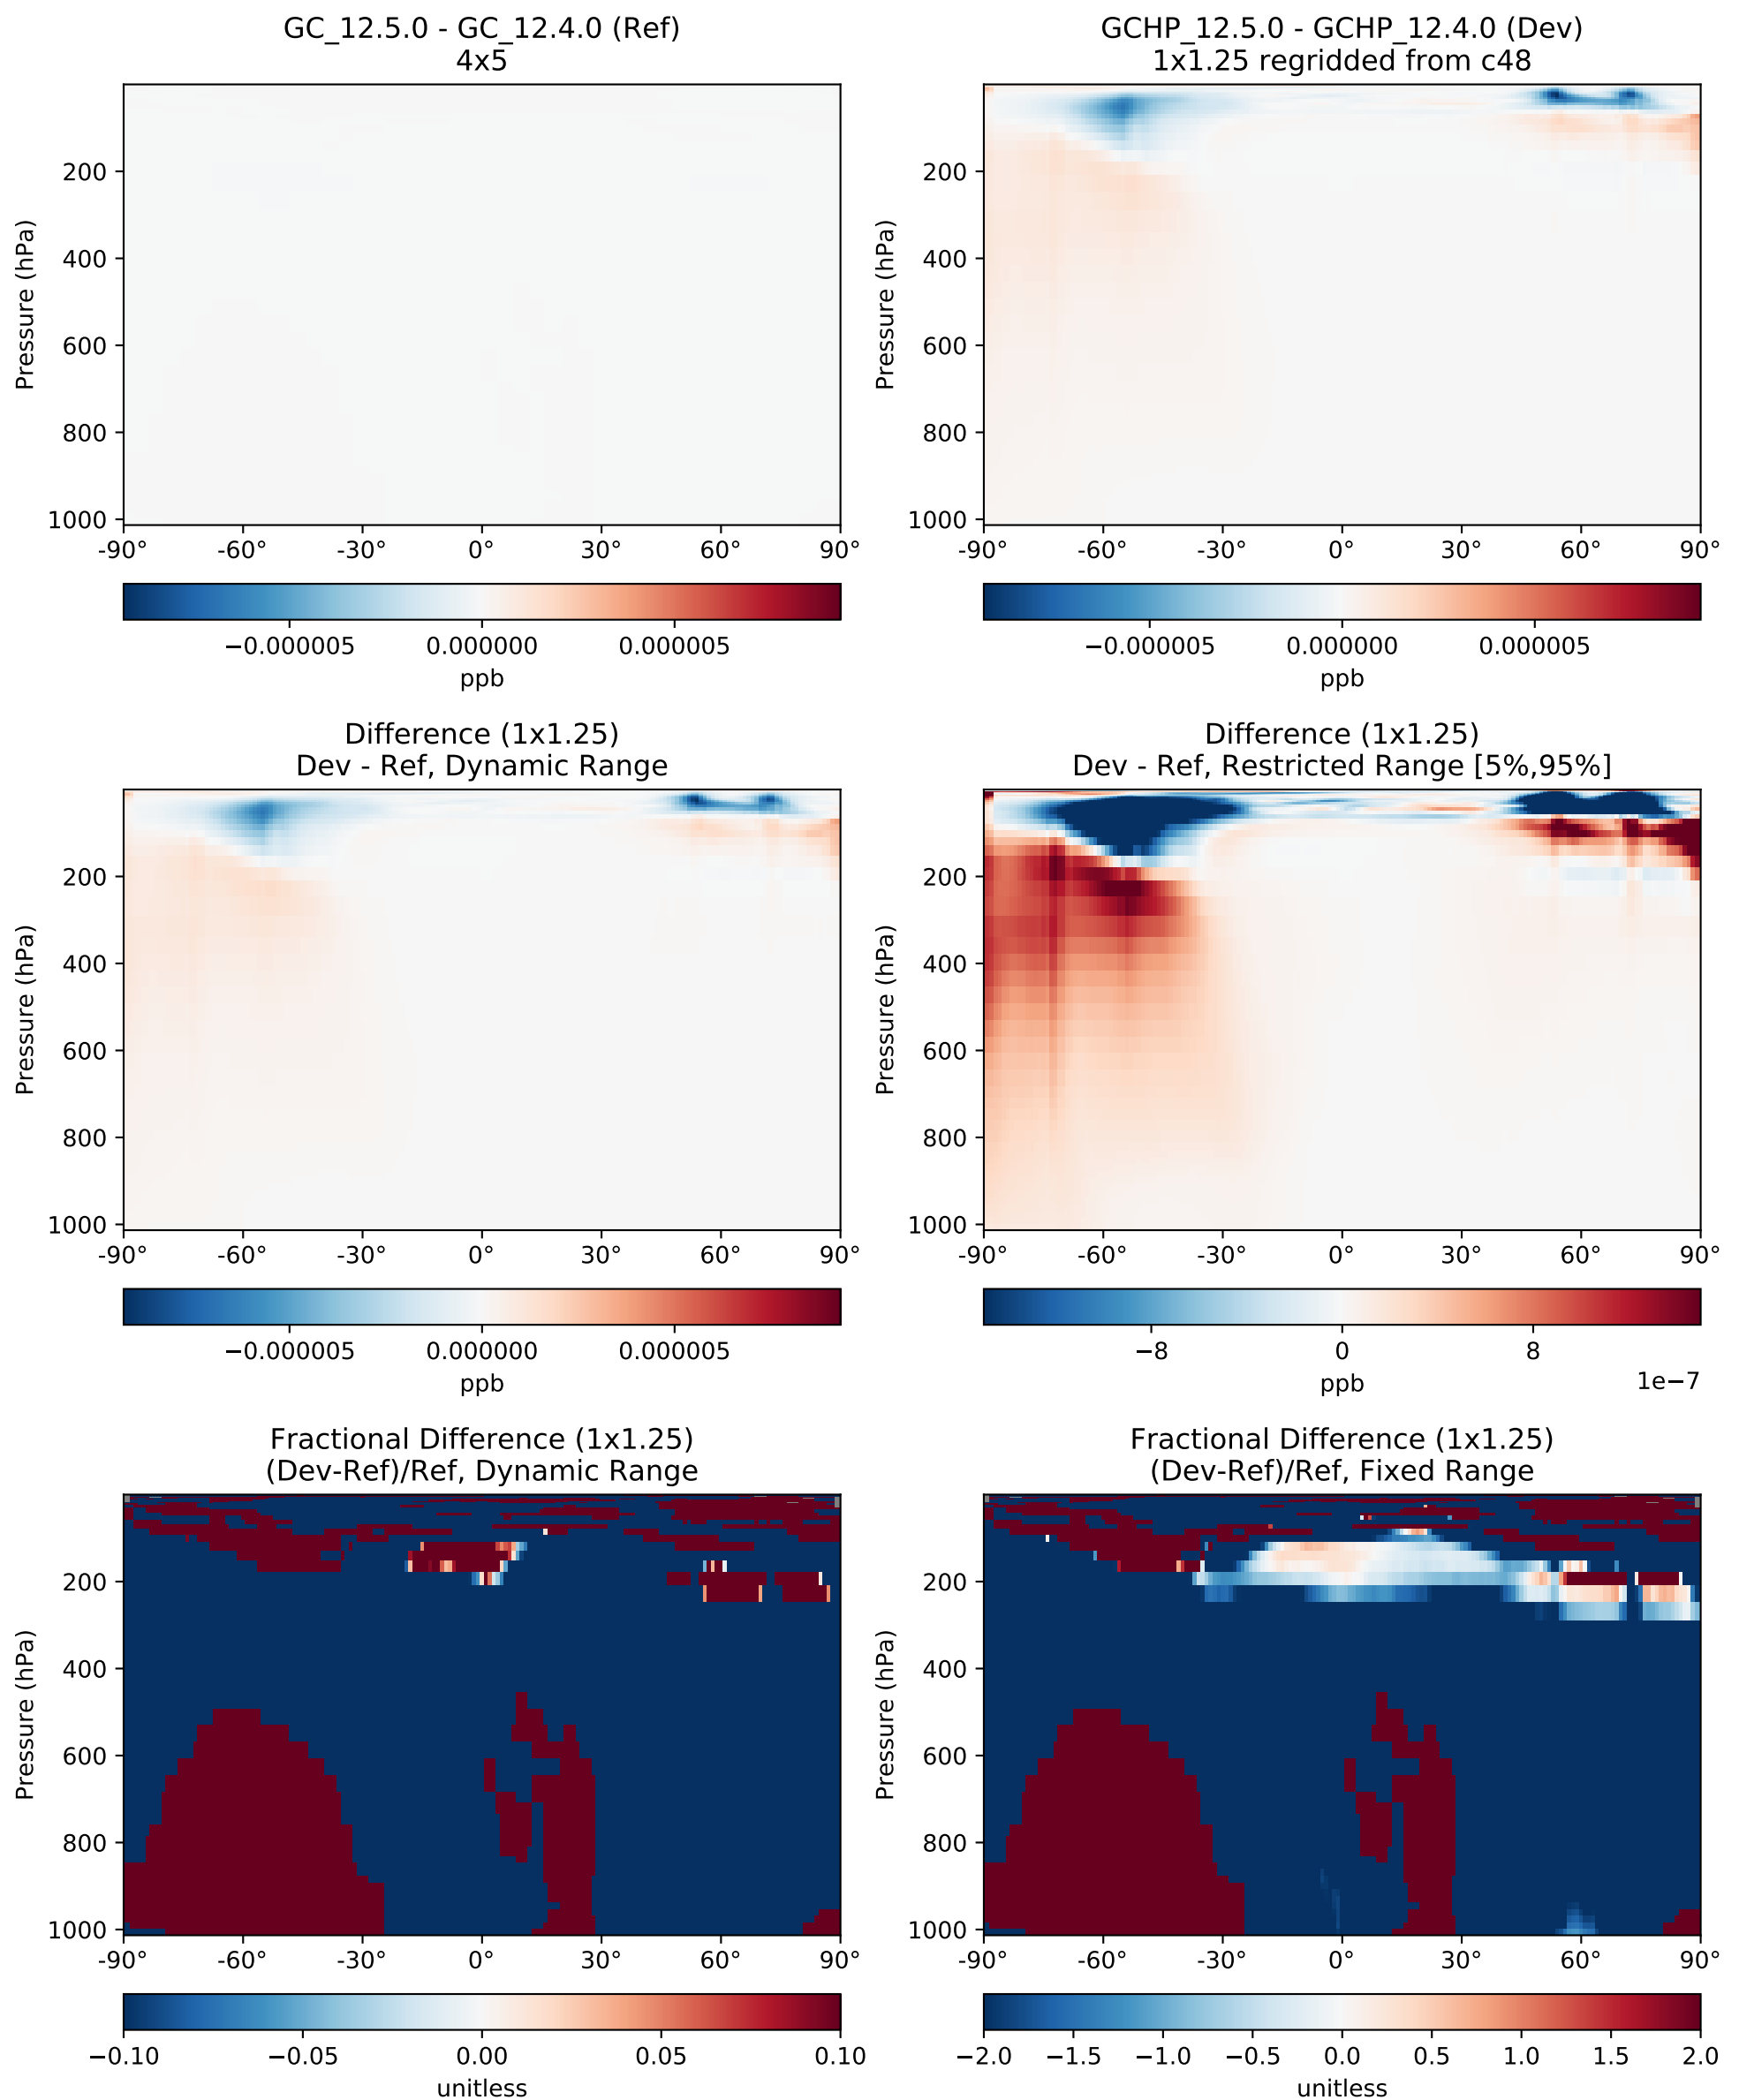 GC_12.5.0 - GC_12.4.0 (Ref)
4x5
Pressure (hPa)
200
400
600
800
1000
-90° -60° -30° 0° 30° 60° 90°
−0.000005 0.000000 0.000005
ppb
GCHP_12.5.0 - GCHP_12.4.0 (Dev)
1x1.25 regridded from c48
Pressure (hPa)
200
400
600
800
1000
-90° -60° -30° 0° 30° 60° 90°
−0.000005 0.000000 0.000005
ppb
Difference (1x1.25)
Dev - Ref, Dynamic Range
Pressure (hPa)
200
400
600
800
1000
-90° -60° -30° 0° 30° 60° 90°
−0.000005 0.000000 0.000005
ppb
Difference (1x1.25)
Dev - Ref, Restricted Range [5%,95%]
Pressure (hPa)
200
400
600
800
1000
-90° -60° -30° 0° 30° 60° 90°
−8 0 8
ppb 1e−7
Fractional Difference (1x1.25)
(Dev-Ref)/Ref, Dynamic Range
Pressure (hPa)
200
400
600
800
1000
-90° -60° -30° 0° 30° 60° 90°
−0.10 −0.05 0.00 0.05 0.10
unitless
Fractional Difference (1x1.25)
(Dev-Ref)/Ref, Fixed Range
Pressure (hPa)
200
400
600
800
1000
-90° -60° -30° 0° 30° 60° 90°
−2.0 −1.5 −1.0 −0.5 0.0 0.5 1.0 1.5 2.0
unitless